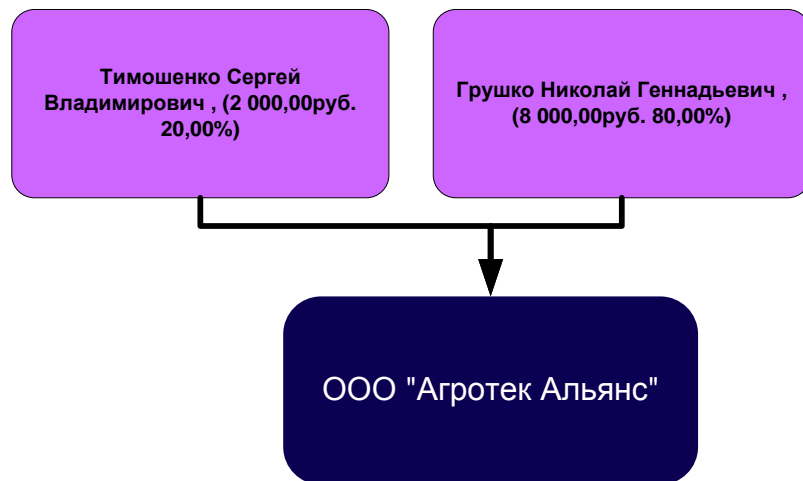 Тимошенко Сергей
Владимирович , (2 000,00руб.
20,00%)
Грушко Николай Геннадьевич ,
(8 000,00руб. 80,00%)
ООО "Агротек Альянс"